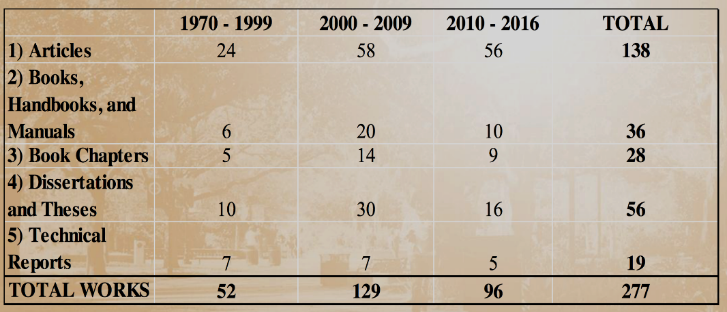 1970 - 1999 2000 - 2009 2010 - 2016 TOTAL
1) Articles 24 58 56 138
2) Books,
Handbooks, and
Manuals 6 20 10 36
3) Book Chapters 5 14 9 28
4) Dissertations
and Theses 10 30 16 56
5) Technical
Reports 7 7 5 19
TOTAL WORKS 52 129 96 277